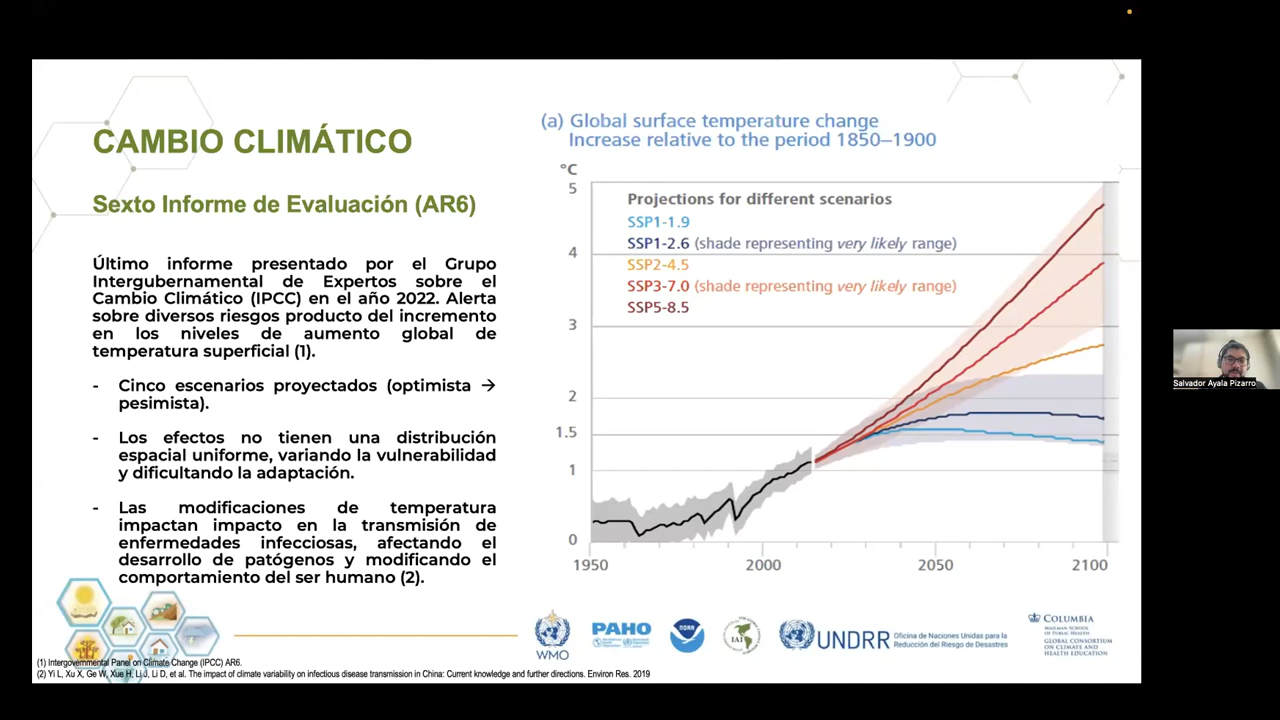 CAMBIO CLIMÁTICO
Sexto Informe de Evaluación (AR6)
Último informe presentado por el Grupo
Intergubernamental de Expertos sobre el
Cambio Climático (IPCC) en el año 2022. Alerta
sobre diversos riesgos producto del incremento
en los niveles de aumento global de
temperatura superficial (1).
- Cinco escenarios proyectados (optimista →
pesimista).
- Los efectos no tienen una distribución
espacial uniforme, variando la vulnerabilidad
y dificultando la adaptación.
- Las modificaciones de temperatura
impactan impacto en la transmisión de
enfermedades infecciosas, afectando el
desarrollo de patógenos y modificando el
comportamiento del ser humano (2).
(a) Global surface temperature change
Increase relative to the period 1850–1900
°C
5
4
3
2
1.5
1
0
Projections for different scenarios
SSP1-1.9
SSP1-2.6 (shade representing very likely range)
SSP2-4.5
SSP3-7.0 (shade representing very likely range)
SSP5-8.5
1950 2000 2050 2100
WMO
PAHO
NOAA
IAI
UNDRR
Oficina de Naciones Unidas para la
Reducción del Riesgo de Desastres
COLUMBIA
MAILMAN SCHOOL
OF PUBLIC HEALTH
GLOBAL CONSORTIUM
ON CLIMATE AND
HEALTH EDUCATION
(1) Intergovernmental Panel on Climate Change (IPCC) AR6.
(2) Yi L, Xu X, Ge W, Xue H, Li J, Li D, et al. The impact of climate variability on infectious disease transmission in China: Current knowledge and further directions. Environ Res. 2019
Salvador Ayala Pizarro